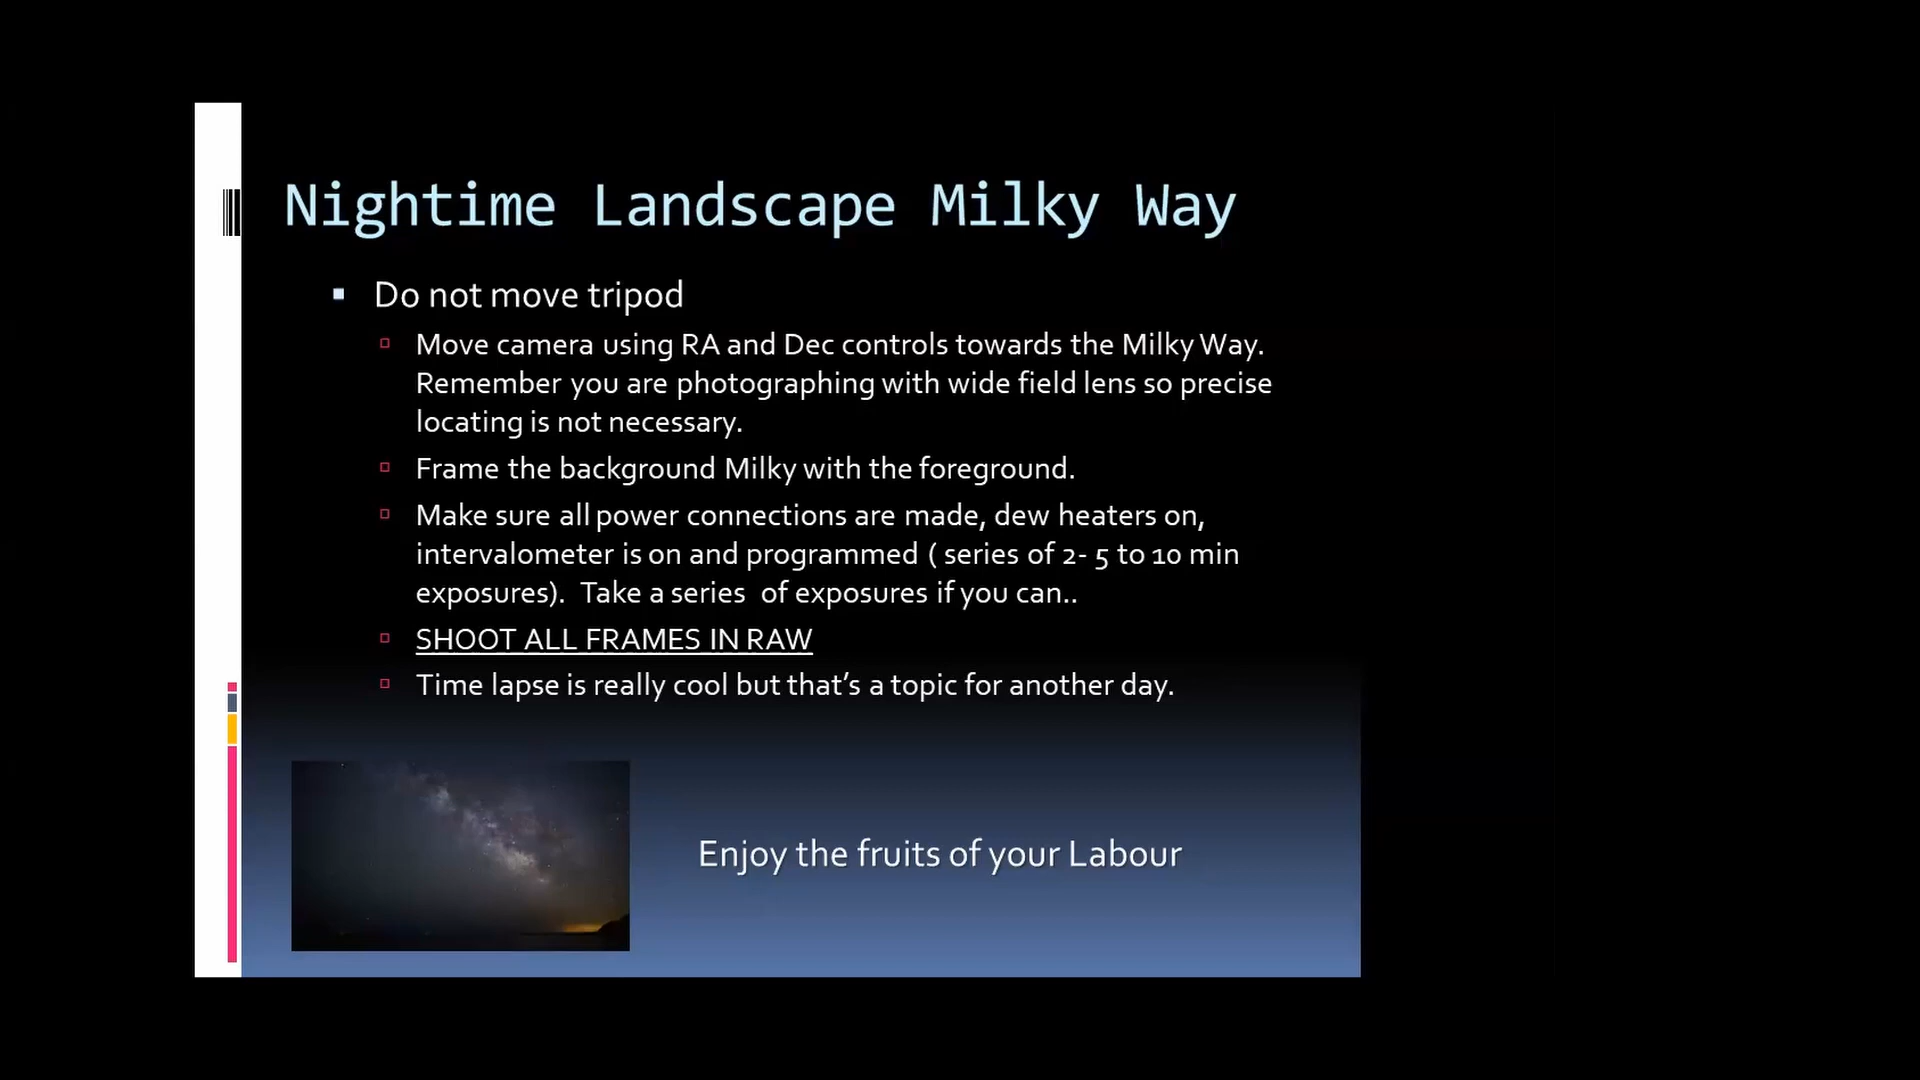 Nightime Landscape Milky Way
Do not move tripod
Move camera using RA and Dec controls towards the Milky Way.
Remember you are photographing with wide field lens so precise
locating is not necessary.
Frame the background Milky with the foreground.
Make sure all power connections are made, dew heaters on,
intervalometer is on and programmed ( series of 2- 5 to 10 min
exposures).  Take a series  of exposures if you can..
SHOOT ALL FRAMES IN RAW
Time lapse is really cool but that’s a topic for another day.
Enjoy the fruits of your Labour